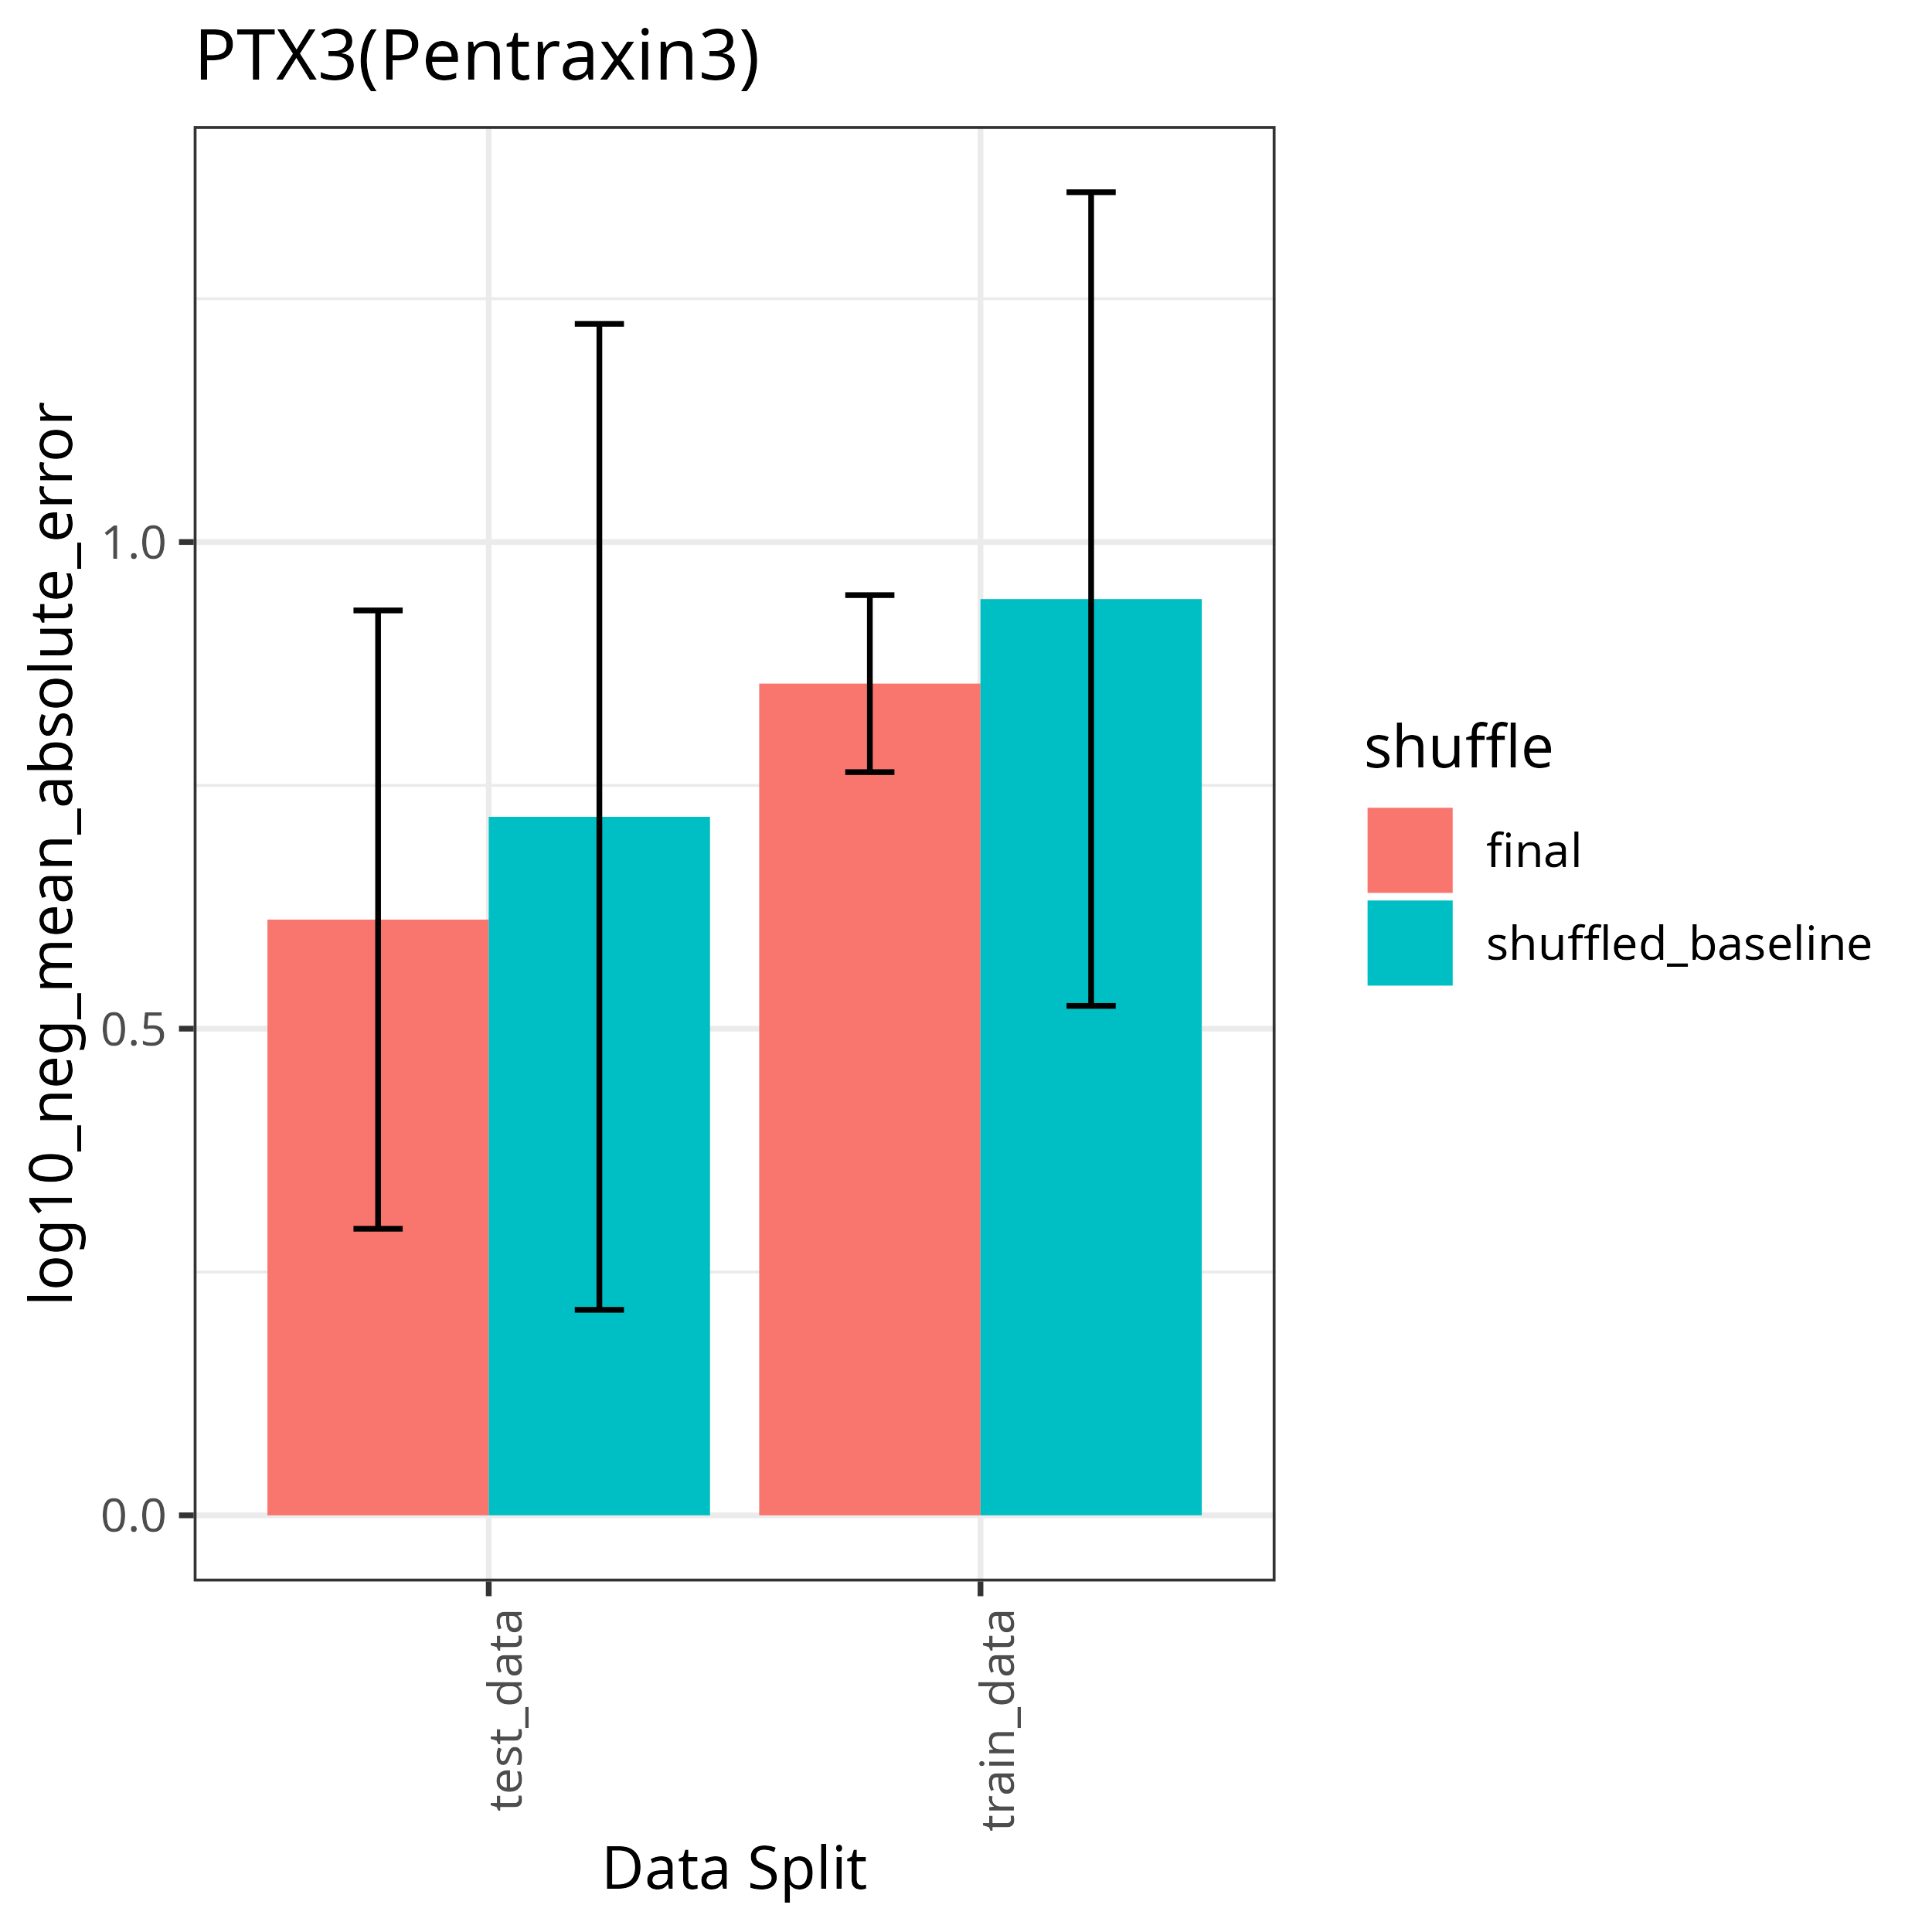 PTX3(Pentraxin3)
log10_neg_mean_absolute_error
1.0
0.5
0.0
test_data
train_data
Data Split
shuffle
final
shuffled_baseline